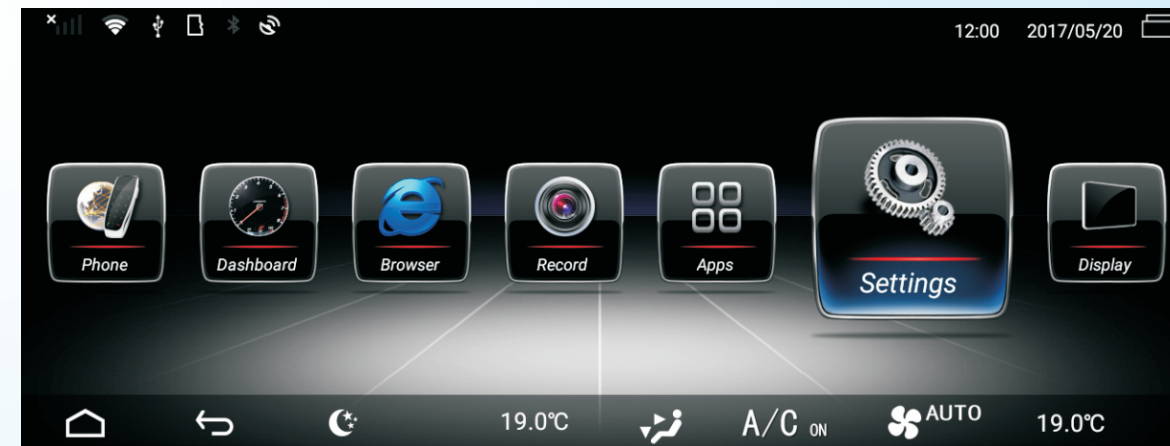 12:00 2017/05/20
Phone Dashboard Browser Record Apps Settings Display
19.0℃ A/C ON AUTO 19.0℃